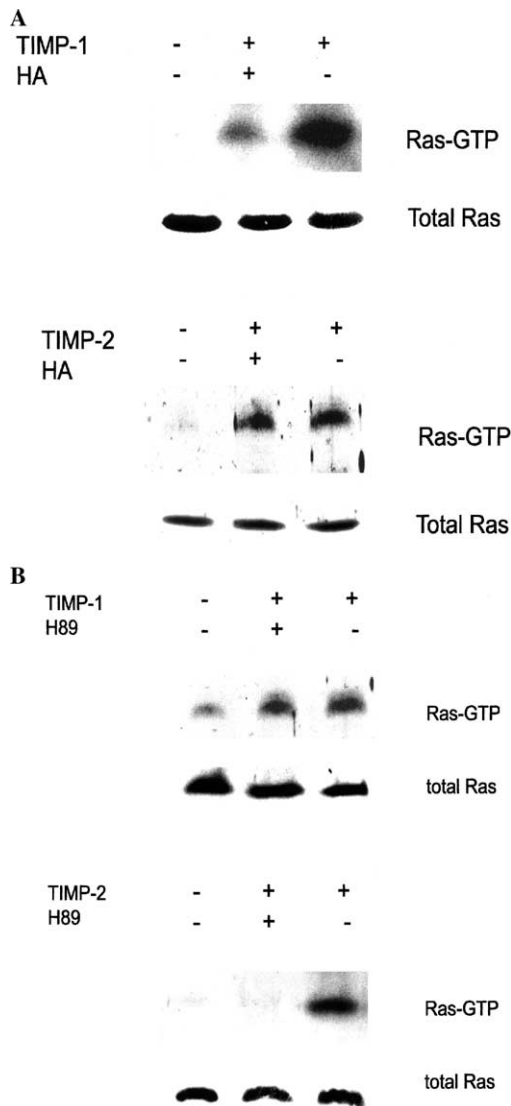 A
TIMP-1 - + +
HA - + -
Ras-GTP
Total Ras
TIMP-2 - + +
HA - + -
Ras-GTP
Total Ras
B
TIMP-1 - + +
H89 - + -
Ras-GTP
total Ras
TIMP-2 - + +
H89 - + -
Ras-GTP
total Ras